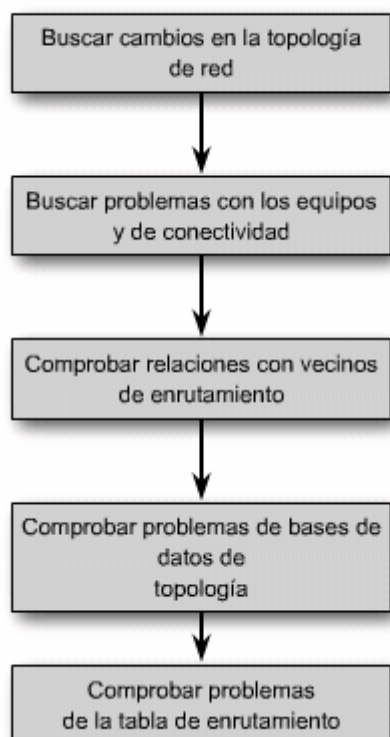 Buscar cambios en la topología
de red
Buscar problemas con los equipos
y de conectividad
Comprobar relaciones con vecinos
de enrutamiento
Comprobar problemas de bases de
datos de
topología
Comprobar problemas
de la tabla de enrutamiento